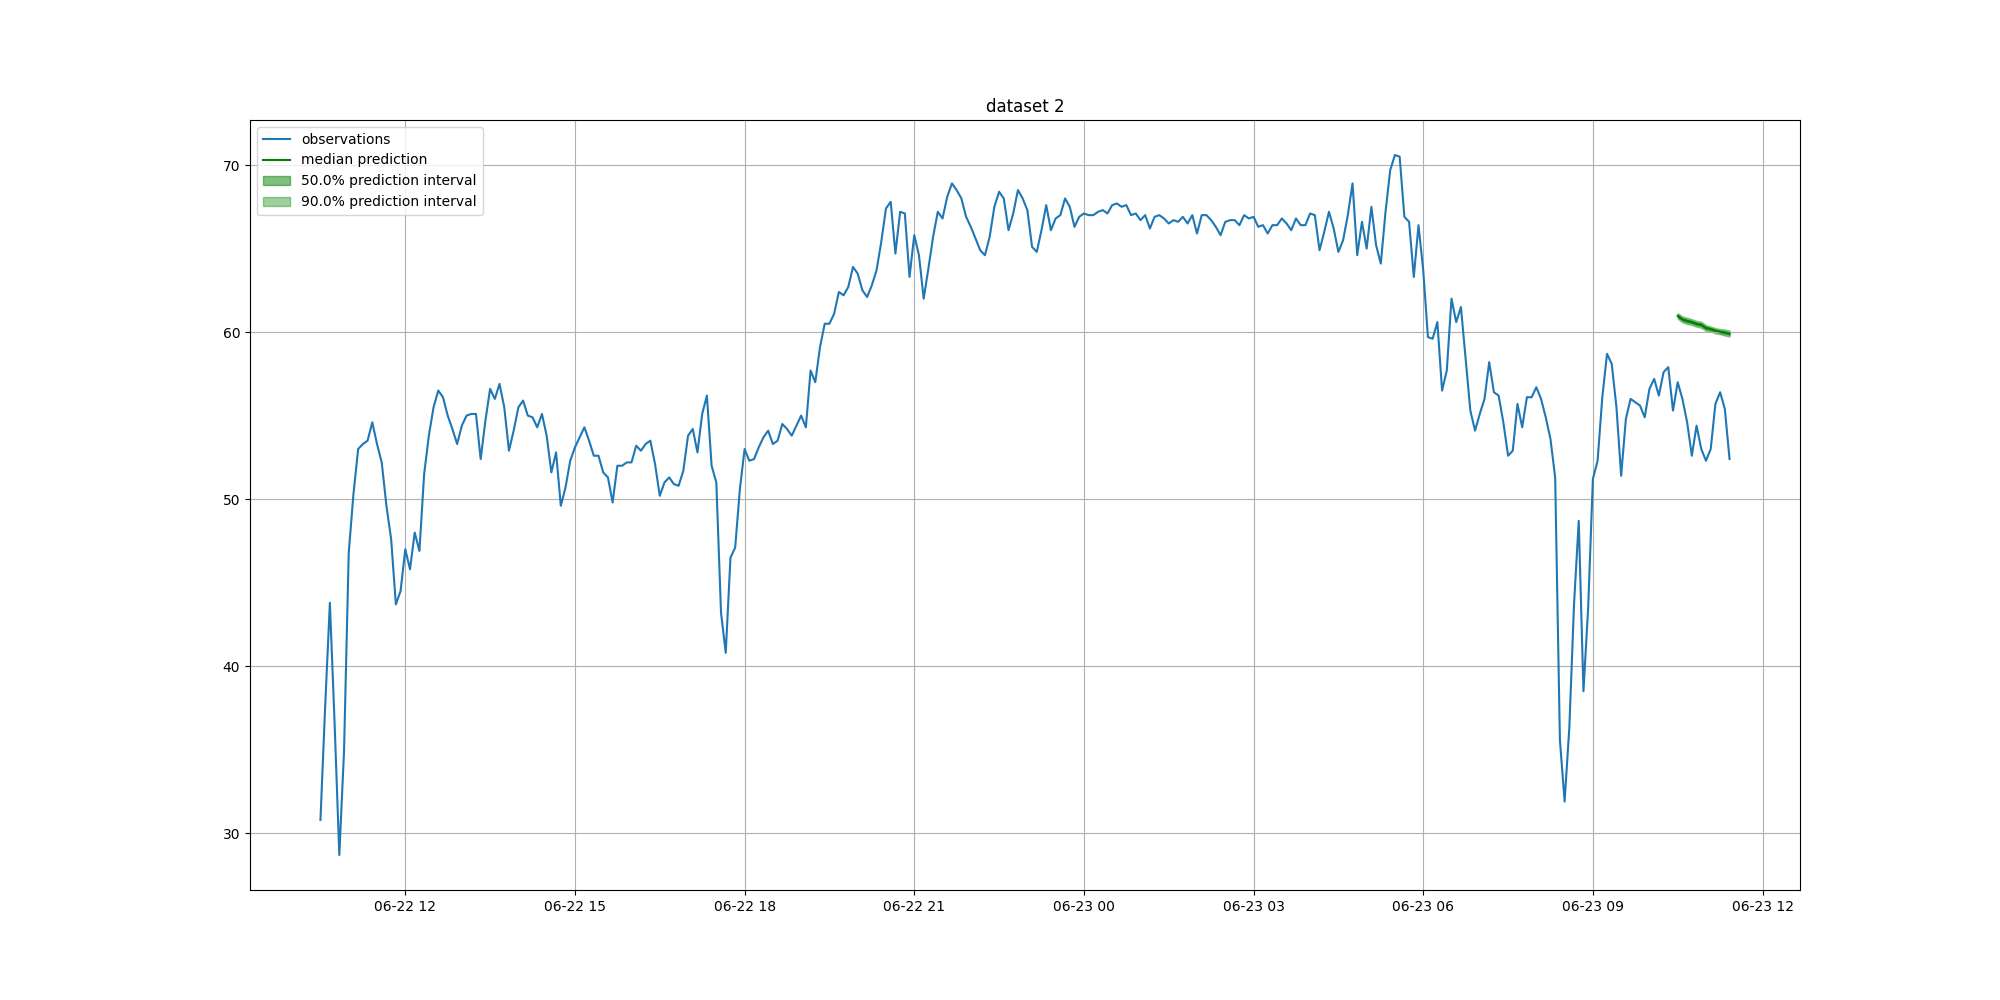 dataset 2
observations
median prediction
50.0% prediction interval
90.0% prediction interval
70
60
50
40
30
06-22 12
06-22 15
06-22 18
06-22 21
06-23 00
06-23 03
06-23 06
06-23 09
06-23 12